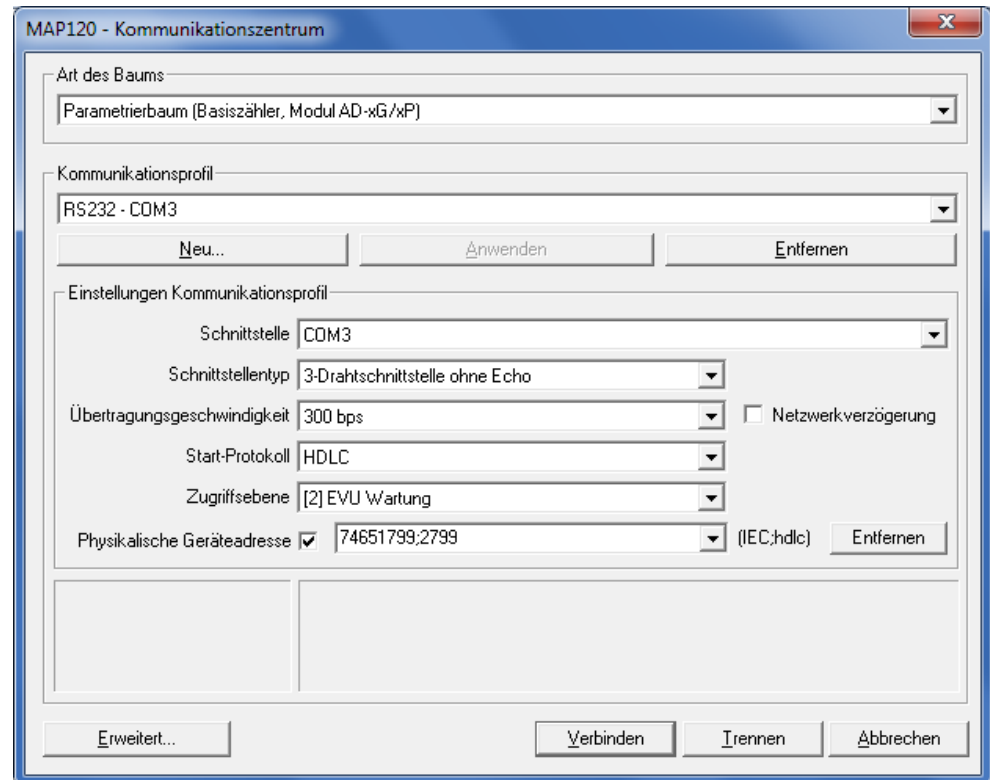 MAP120 - Kommunikationszentrum
Art des Baums
Parametrierbaum (Basiszähler, Modul AD-xG/xP)
Kommunikationsprofil
RS232 - COM3
Neu... Anwenden Entfernen
Einstellungen Kommunikationsprofil
Schnittstelle COM3
Schnittstellentyp 3-Drahtschnittstelle ohne Echo
Übertragungsgeschwindigkeit 300 bps Netzwerkverzögerung
Start-Protokoll HDLC
Zugriffsebene [2] EVU Wartung
Physikalische Geräteadresse 74651799;2799 (IEC;hdlc) Entfernen
Erweitert... Verbinden Trennen Abbrechen